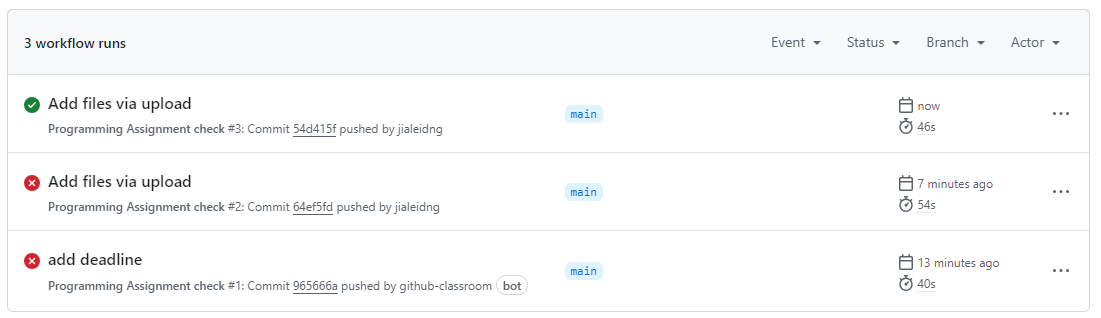 3 workflow runs Event Status Branch Actor
Add files via upload
Programming Assignment check #3: Commit 54d415f pushed by jialeidng
main
now
46s
Add files via upload
Programming Assignment check #2: Commit 64ef5fd pushed by jialeidng
main
7 minutes ago
54s
add deadline
Programming Assignment check #1: Commit 965666a pushed by github-classroom bot
main
13 minutes ago
40s